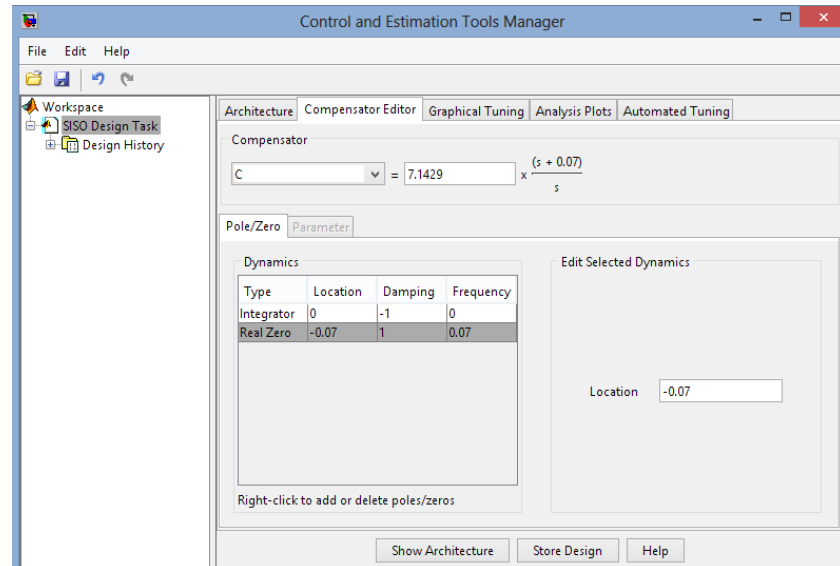 Control and Estimation Tools Manager
File Edit Help
Workspace
SISO Design Task
Design History
Architecture Compensator Editor Graphical Tuning Analysis Plots Automated Tuning
Compensator
C = 7.1429 x (s + 0.07)
s
Pole/Zero Parameter
Dynamics
Type Location Damping Frequency
Integrator 0 -1 0
Real Zero -0.07 1 0.07
Right-click to add or delete poles/zeros
Edit Selected Dynamics
Location -0.07
Show Architecture Store Design Help